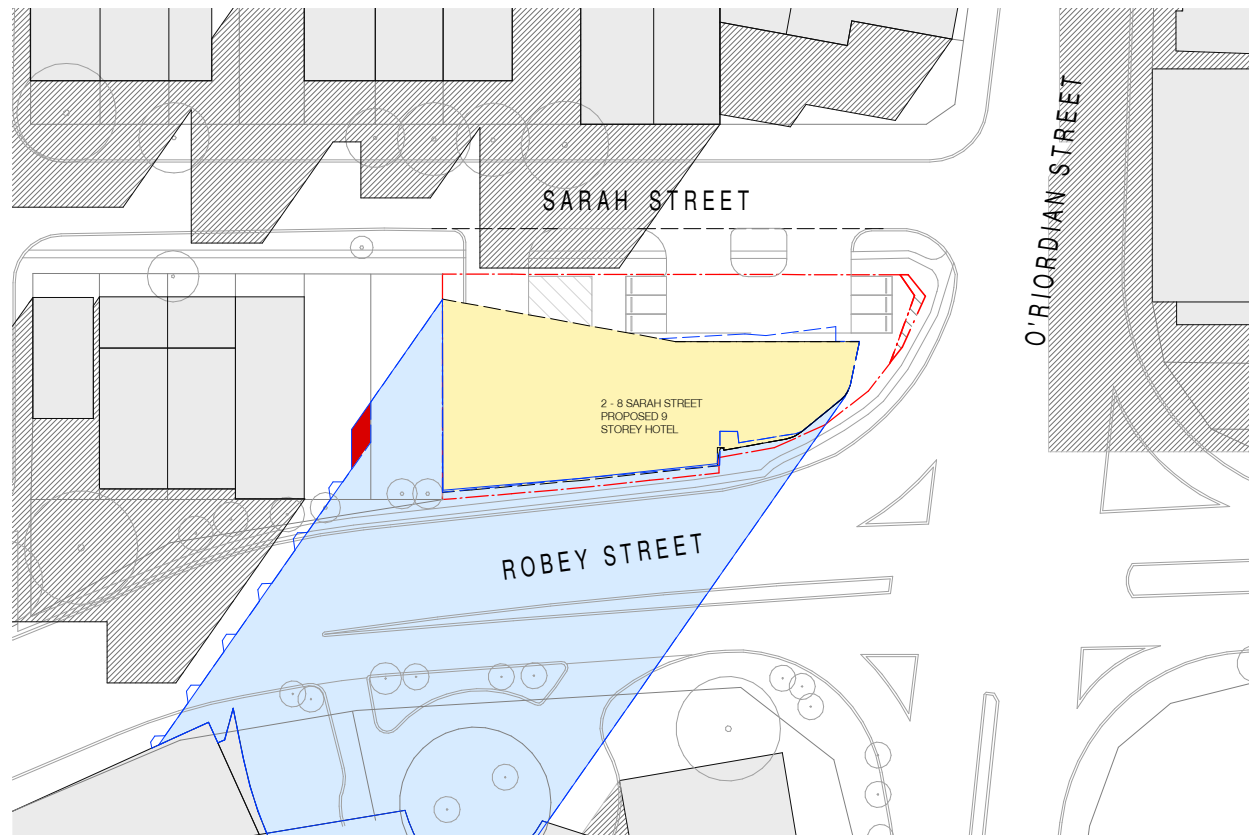 SARAH STREET
O'RIORDIAN STREET
2 - 8 SARAH STREET
PROPOSED 9
STOREY HOTEL
ROBEY STREET